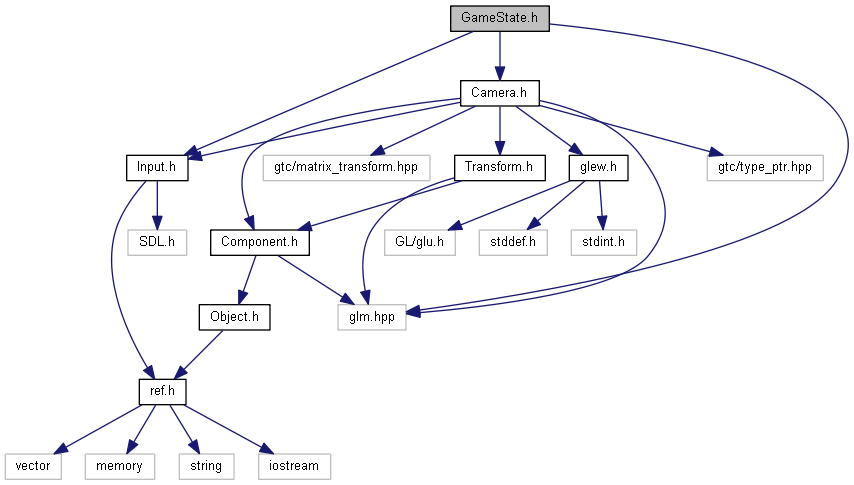 GameState.h
Camera.h
Input.h
gtc/matrix_transform.hpp
Transform.h
glew.h
gtc/type_ptr.hpp
SDL.h
Component.h
GL/glu.h
stddef.h
stdint.h
Object.h
glm.hpp
ref.h
vector
memory
string
iostream